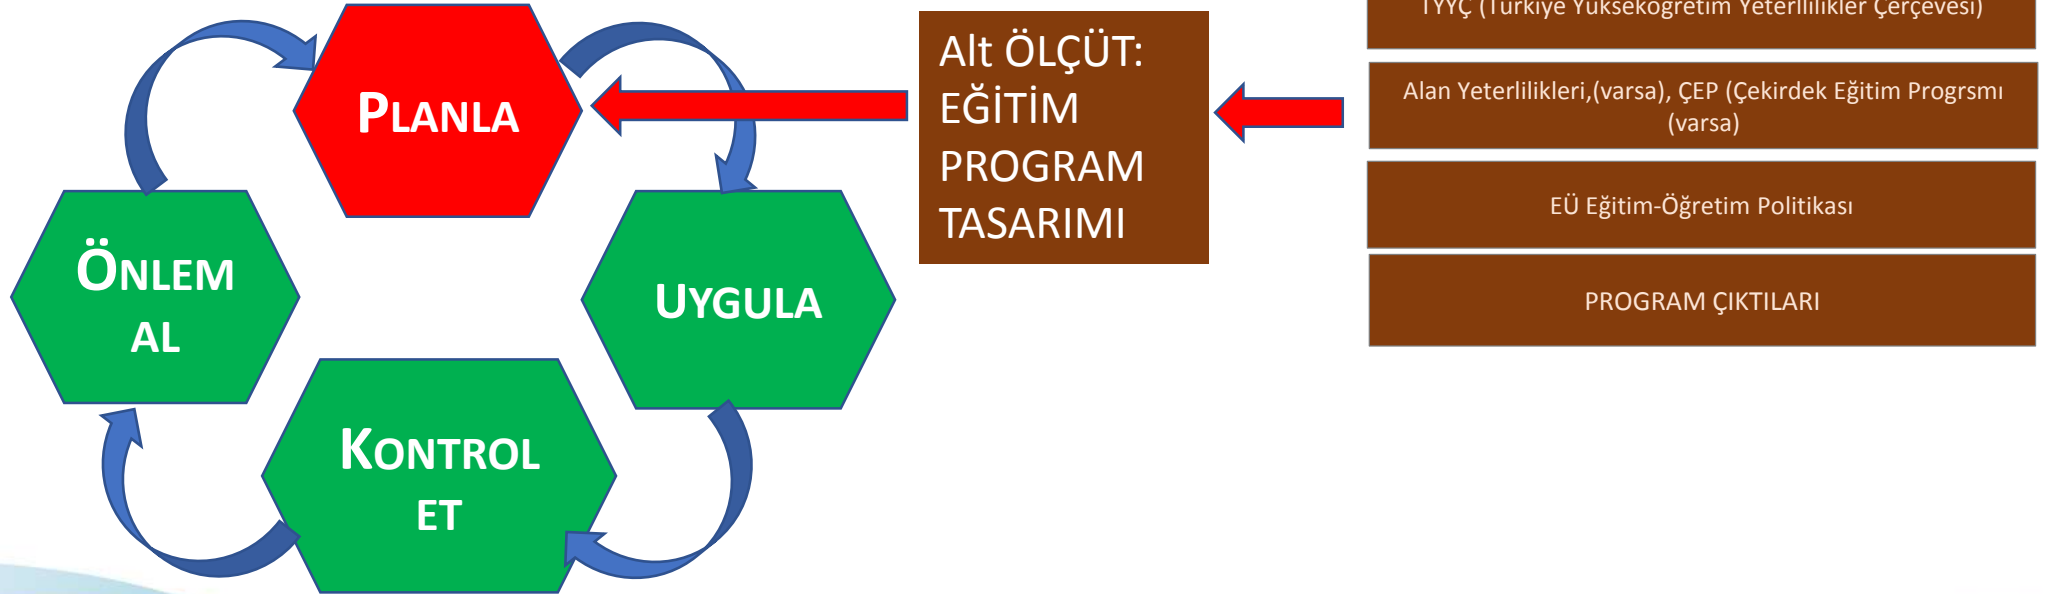 PLANLA
ÖNLEM
AL
UYGULA
KONTROL
ET
Alt ÖLÇÜT:
EĞİTİM
PROGRAM
TASARIMI
TYYÇ (Türkiye Yükseköğretim Yeterllilikler Çerçevesi)
Alan Yeterlilikleri,(varsa), ÇEP (Çekirdek Eğitim Progrsmı
(varsa)
EÜ Eğitim-Öğretim Politikası
PROGRAM ÇIKTILARI